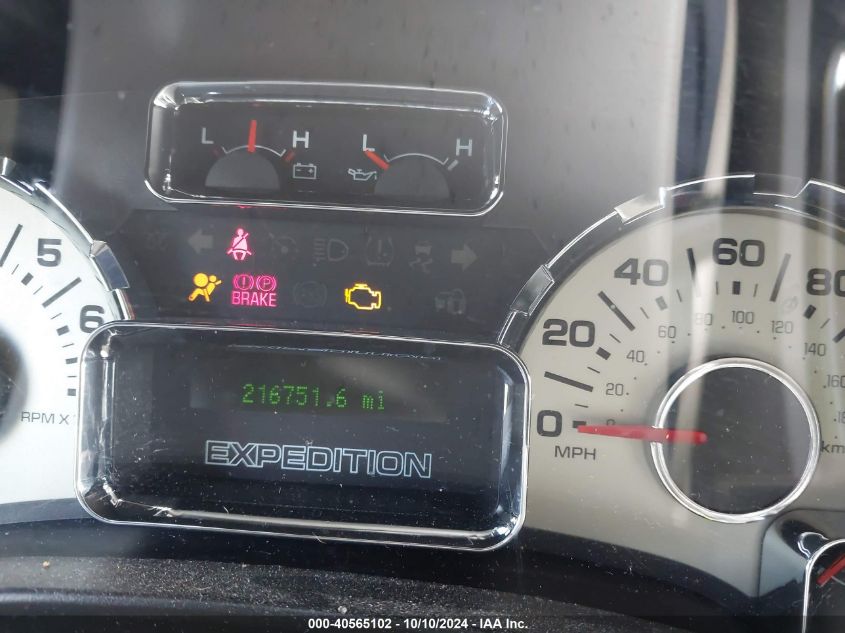 L H L H
5
6
RPM X
BRAKE
216751.6 mi
EXPEDITION
0 20 40 60 80
20 40 60 80 100 120 140 160
MPH
km
000-40565102 - 10/10/2024 - IAA Inc.